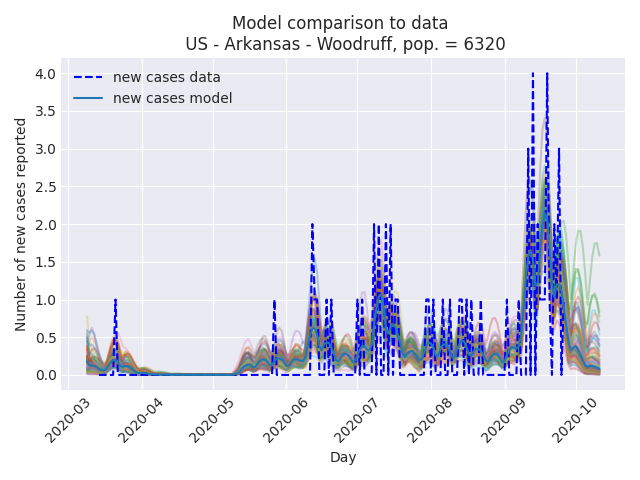 Model comparison to data
US - Arkansas - Woodruff, pop. = 6320
new cases data
new cases model
Number of new cases reported
4.0
3.5
3.0
2.5
2.0
1.5
1.0
0.5
0.0
2020-03
2020-04
2020-05
2020-06
2020-07
2020-08
2020-09
2020-10
Day